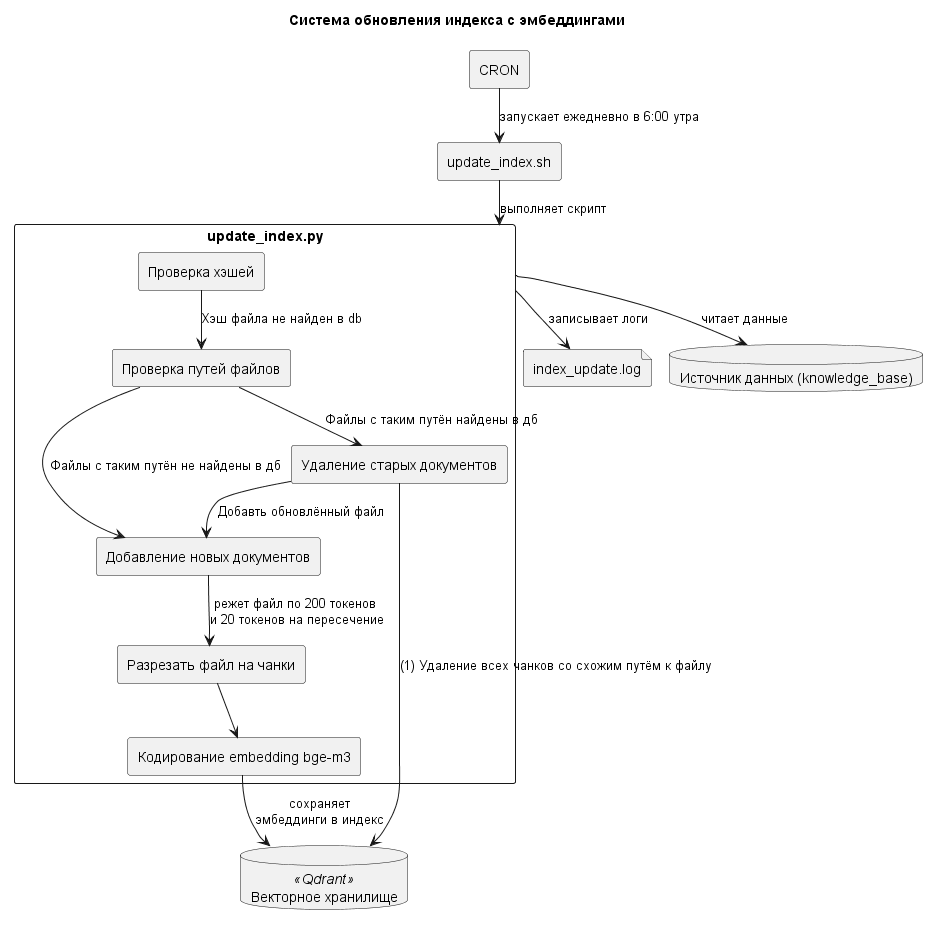 Система обновления индекса с эмбеддингами
CRON
запускает ежедневно в 6:00 утра
update_index.sh
выполняет скрипт
update_index.py
Проверка хэшей
Хэш файла не найден в db
записывает логи
читает данные
Проверка путей файлов
index_update.log
Источник данных (knowledge_base)
Файлы с таким путён найдены в дб
Файлы с таким путён не найдены в дб
Удаление старых документов
Добавть обновлённый файл
Добавление новых документов
режет файл по 200 токенов
и 20 токенов на пересечение
Разрезать файл на чанки
(1) Удаление всех чанков со схожим путём к файлу
Кодирование embedding bge-m3
сохраняет
эмбеддинги в индекс
«Qdrant»
Векторное хранилище